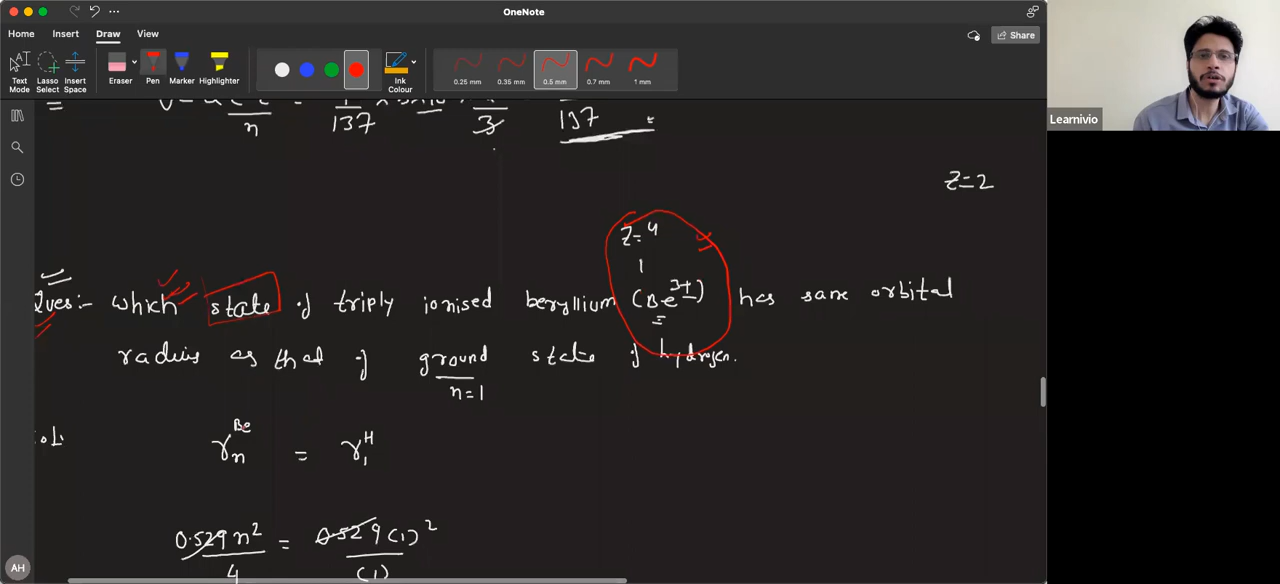 OneNote
Home Insert Draw View
Share
Text Mode
Lasso Select
Insert Space
Eraser
Pen
Marker
Highlighter
Ink Colour
0.25 mm 0.35 mm 0.5 mm 0.7 mm 1 mm
Learnivio
n 137 3 137
Z=2
Z=4
Ques:- which state of triply ionised beryllium (Be³⁺) has same orbital
radius as that of ground state of hydrogen.
n=1
r_n^Be = r_1^H
0.529n²/4 = 0.529(1)²/(1)
AH